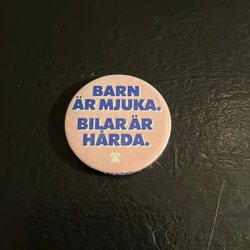 BARN
ÄR MJUKA.
BILAR ÄR
HÅRDA.